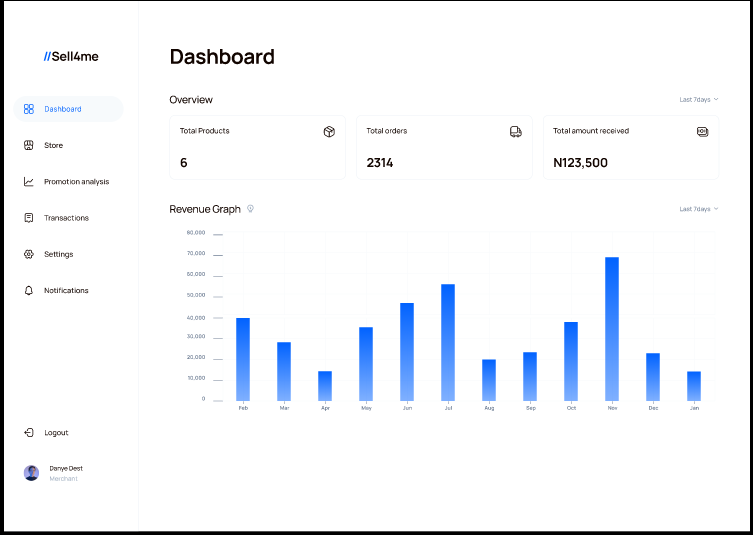 //Sell4me
Dashboard
Store
Promotion analysis
Transactions
Settings
Notifications
Logout
Danye Dest
Merchant
Dashboard
Overview
Last 7days
Total Products
6
Total orders
2314
Total amount received
N123,500
Revenue Graph
Last 7days
80,000
70,000
60,000
50,000
40,000
30,000
20,000
10,000
0
Feb Mar Apr May Jun Jul Aug Sep Oct Nov Dec Jan